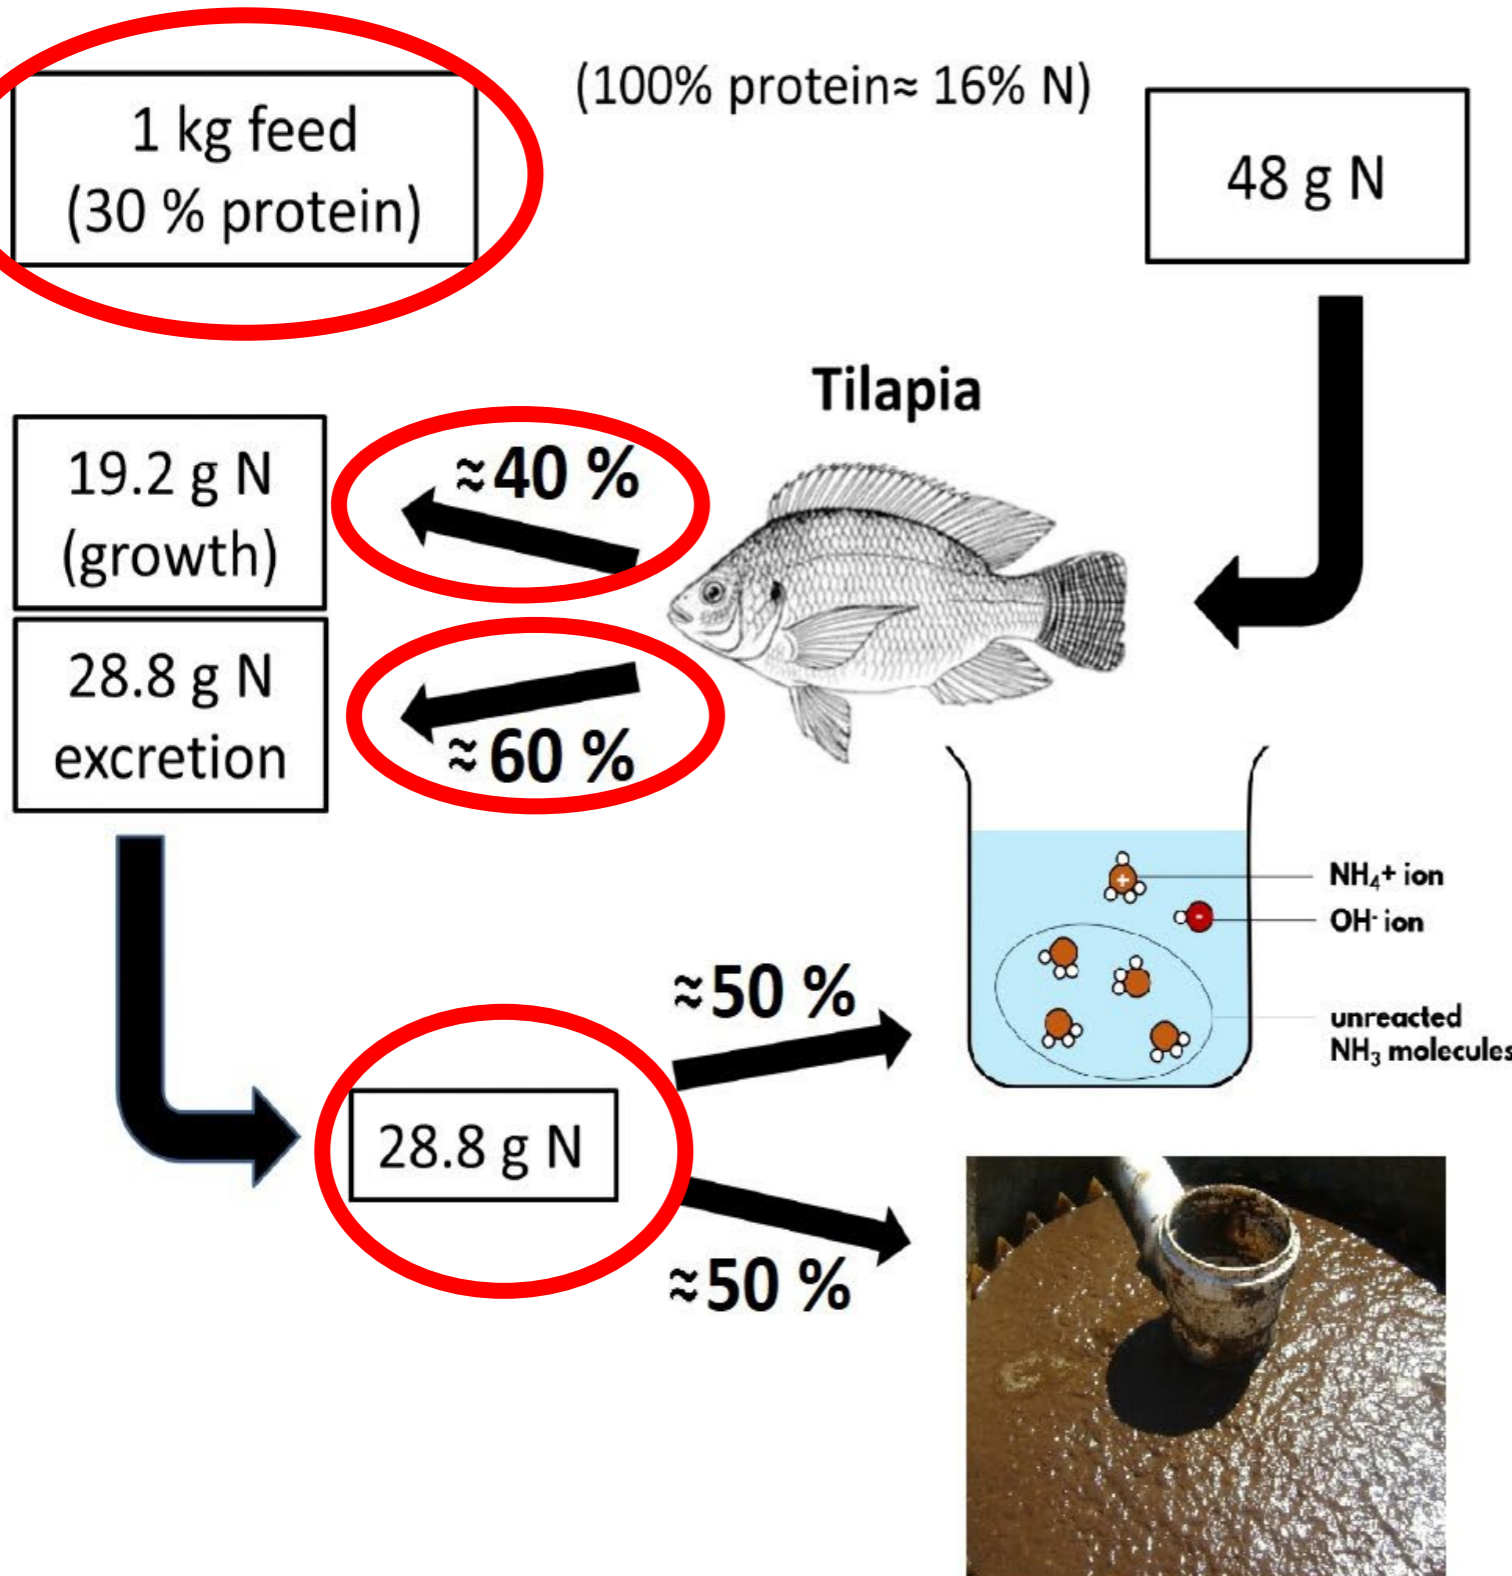 1 kg feed
(30 % protein)
(100% protein≈ 16% N)
48 g N
Tilapia
19.2 g N
(growth)
≈40 %
28.8 g N
excretion
≈60 %
NH₄+ ion
OH⁻ ion
≈50 %
unreacted
NH₃ molecules
28.8 g N
≈50 %